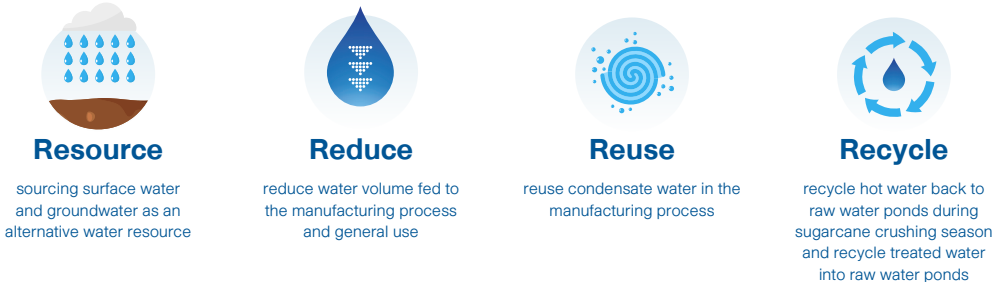 Resource
sourcing surface water
and groundwater as an
alternative water resource
Reduce
reduce water volume fed to
the manufacturing process
and general use
Reuse
reuse condensate water in the
manufacturing process
Recycle
recycle hot water back to
raw water ponds during
sugarcane crushing season
and recycle treated water
into raw water ponds